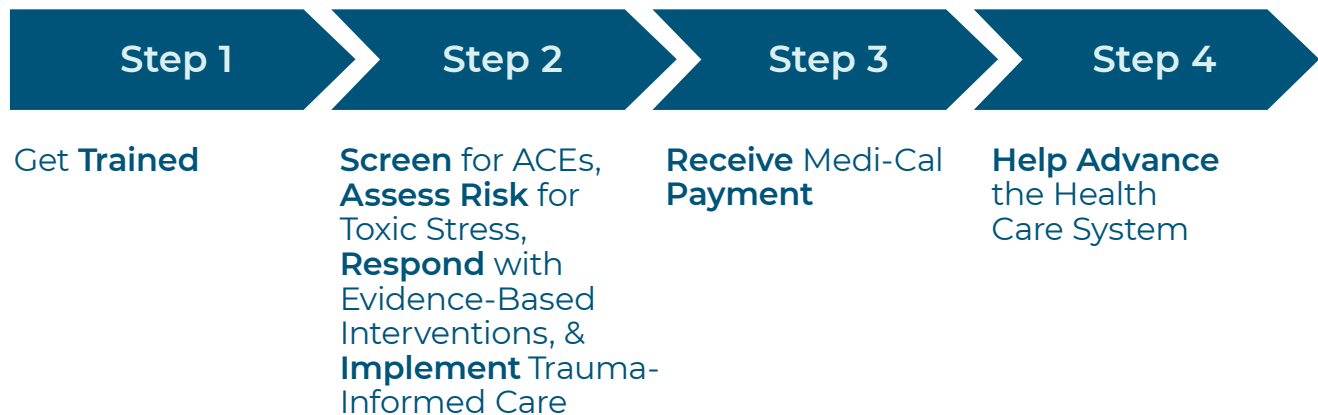 Step 1
Step 2
Step 3
Step 4
Get Trained
Screen for ACEs,
Assess Risk for
Toxic Stress,
Respond with
Evidence-Based
Interventions, &
Implement Trauma-
Informed Care
Receive Medi-Cal
Payment
Help Advance
the Health
Care System